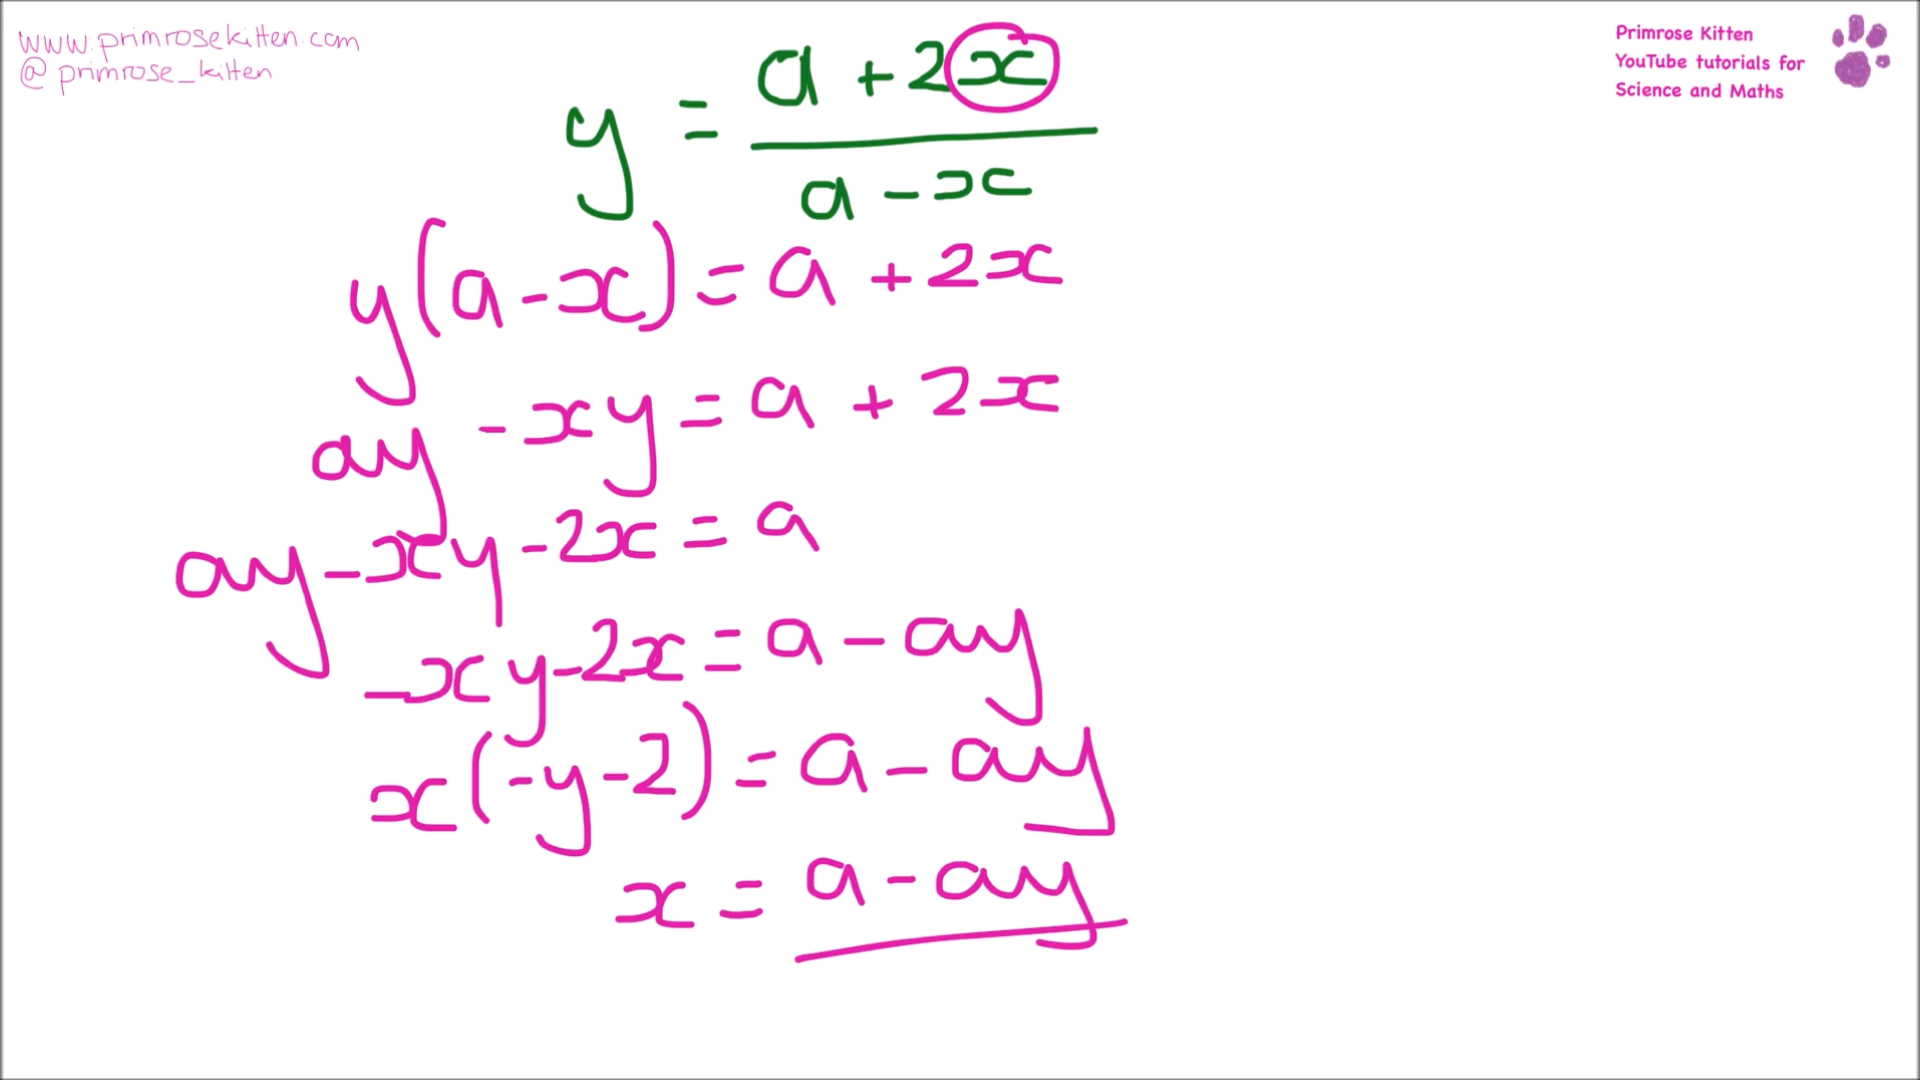 www.primrosekitten.com
@primrose_kitten
Primrose Kitten
YouTube tutorials for
Science and Maths
y = a + 2x
a - x
y(a - x) = a + 2x
ay - xy = a + 2x
ay - xy - 2x = a
-xy - 2x = a - ay
x(-y - 2) = a - ay
x = a - ay